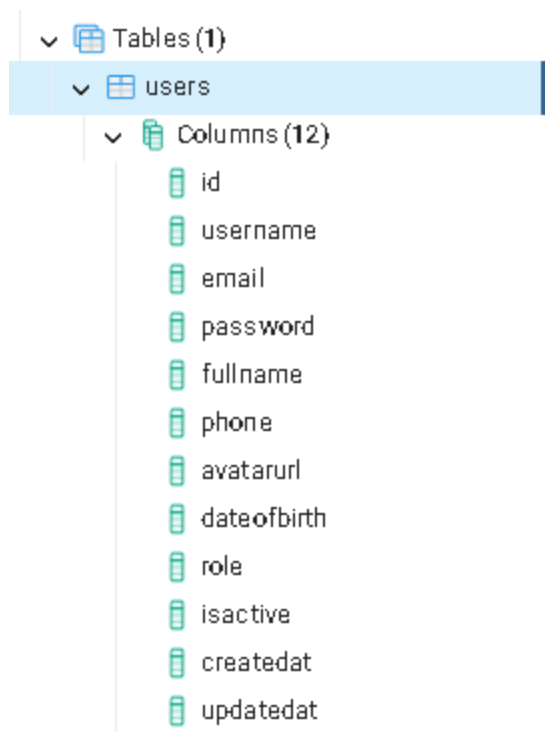 Tables (1)
users
Columns (12)
id
username
email
password
fullname
phone
avatarurl
dateofbirth
role
isactive
createdat
updatedat